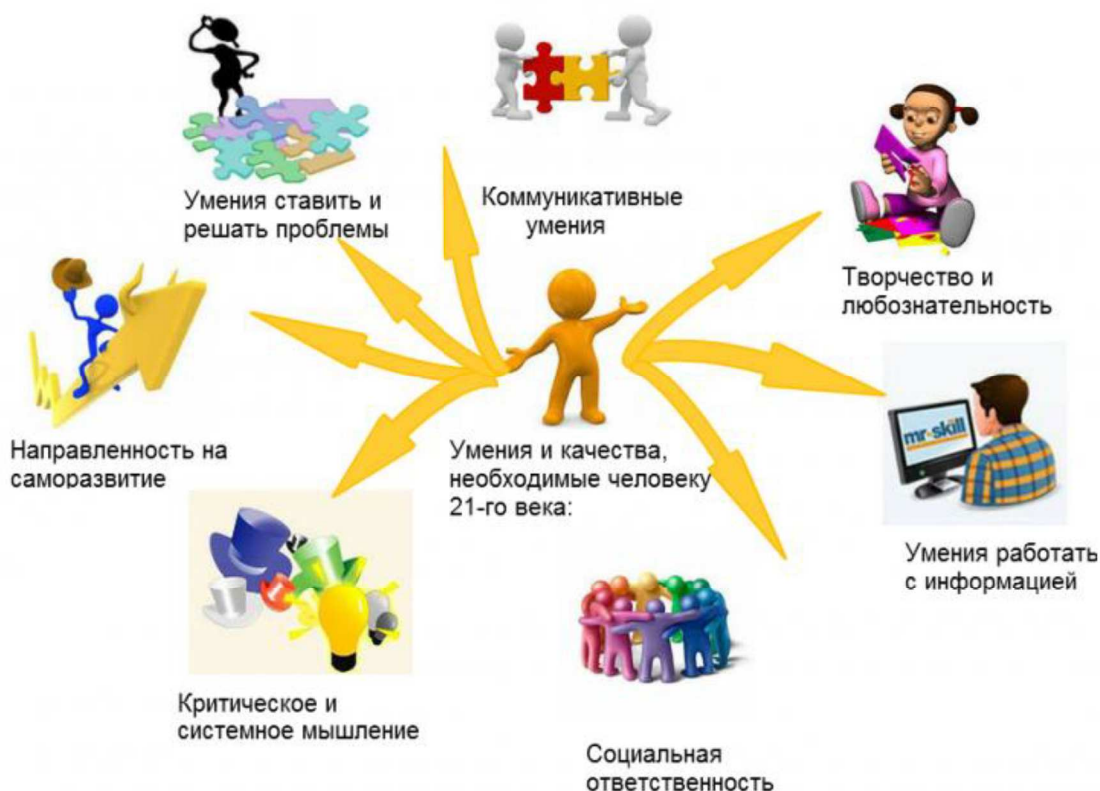 Умения ставить и
решать проблемы
Коммуникативные
умения
Творчество и
любознательность
Направленность на
саморазвитие
Умения и качества,
необходимые человеку
21-го века:
mr-skill
Умения работать
с информацией
Критическое и
системное мышление
Социальная
ответственность